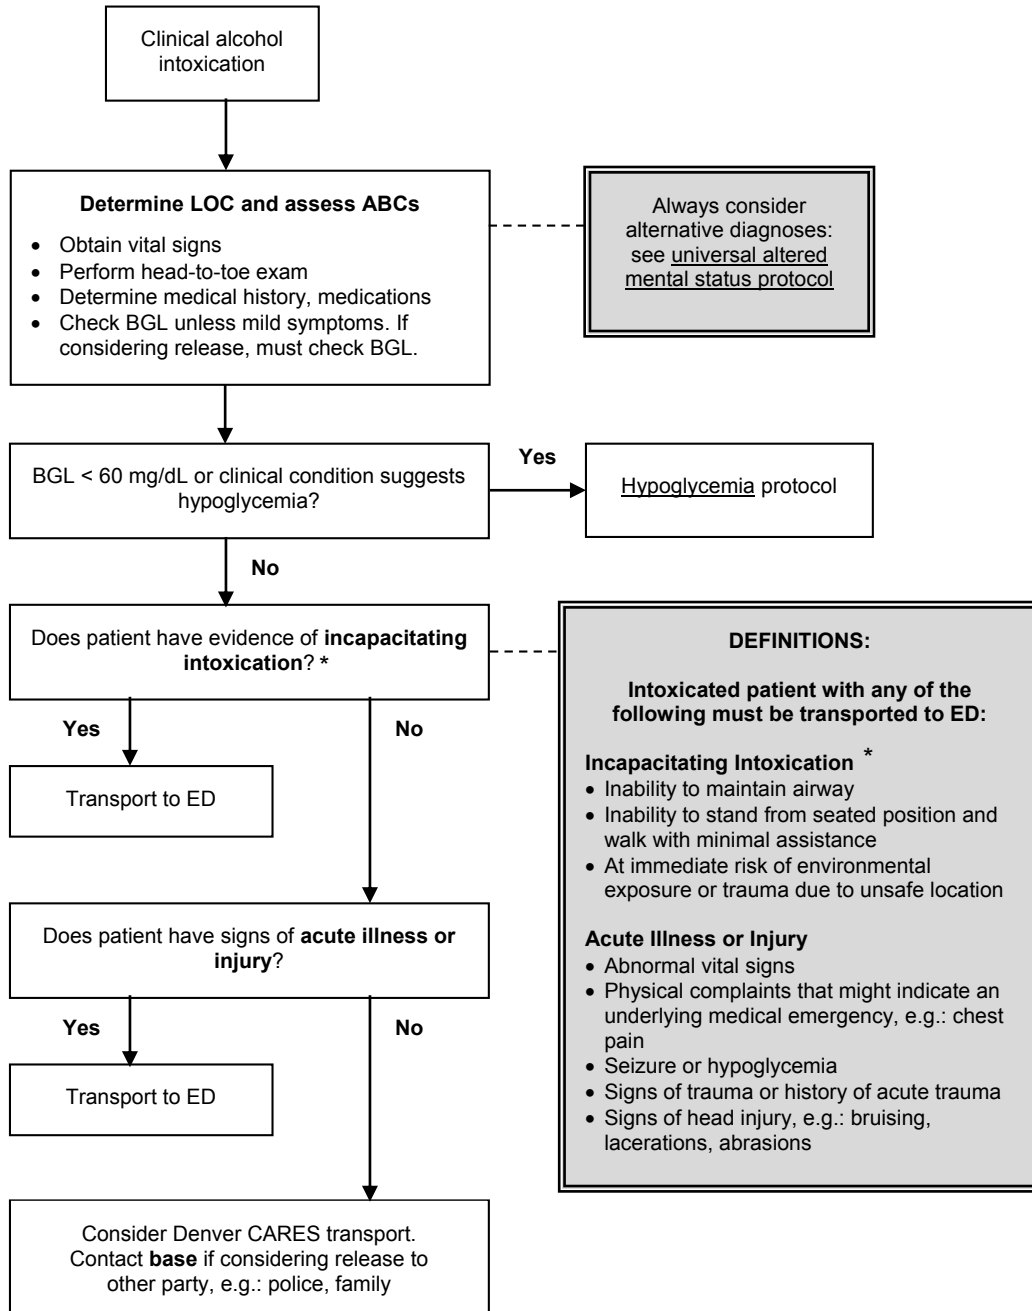 Clinical alcohol
intoxication
Determine LOC and assess ABCs
• Obtain vital signs
• Perform head-to-toe exam
• Determine medical history, medications
• Check BGL unless mild symptoms. If
considering release, must check BGL.
Always consider
alternative diagnoses:
see universal altered
mental status protocol
BGL < 60 mg/dL or clinical condition suggests
hypoglycemia?
Yes
Hypoglycemia protocol
No
Does patient have evidence of incapacitating
intoxication? *
Yes
No
Transport to ED
DEFINITIONS:
Intoxicated patient with any of the
following must be transported to ED:
Incapacitating Intoxication *
• Inability to maintain airway
• Inability to stand from seated position and
walk with minimal assistance
• At immediate risk of environmental
exposure or trauma due to unsafe location
Acute Illness or Injury
• Abnormal vital signs
• Physical complaints that might indicate an
underlying medical emergency, e.g.: chest
pain
• Seizure or hypoglycemia
• Signs of trauma or history of acute trauma
• Signs of head injury, e.g.: bruising,
lacerations, abrasions
Does patient have signs of acute illness or
injury?
Yes
No
Transport to ED
Consider Denver CARES transport.
Contact base if considering release to
other party, e.g.: police, family